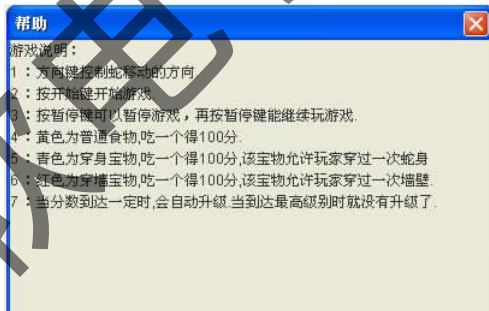 帮助
游戏说明：
1：方向键控制蛇移动的方向.
2：按开始键开始游戏.
3：按暂停键可以暂停游戏，再按暂停键能继续玩游戏.
4：黄色为普通食物,吃一个得100分.
5：青色为穿身宝物,吃一个得100分,该宝物允许玩家穿过一次蛇身
6：红色为穿墙宝物,吃一个得100分,该宝物允许玩家穿过一次墙壁.
7：当分数到达一定时,会自动升级.当到达最高级别时就没有升级了.